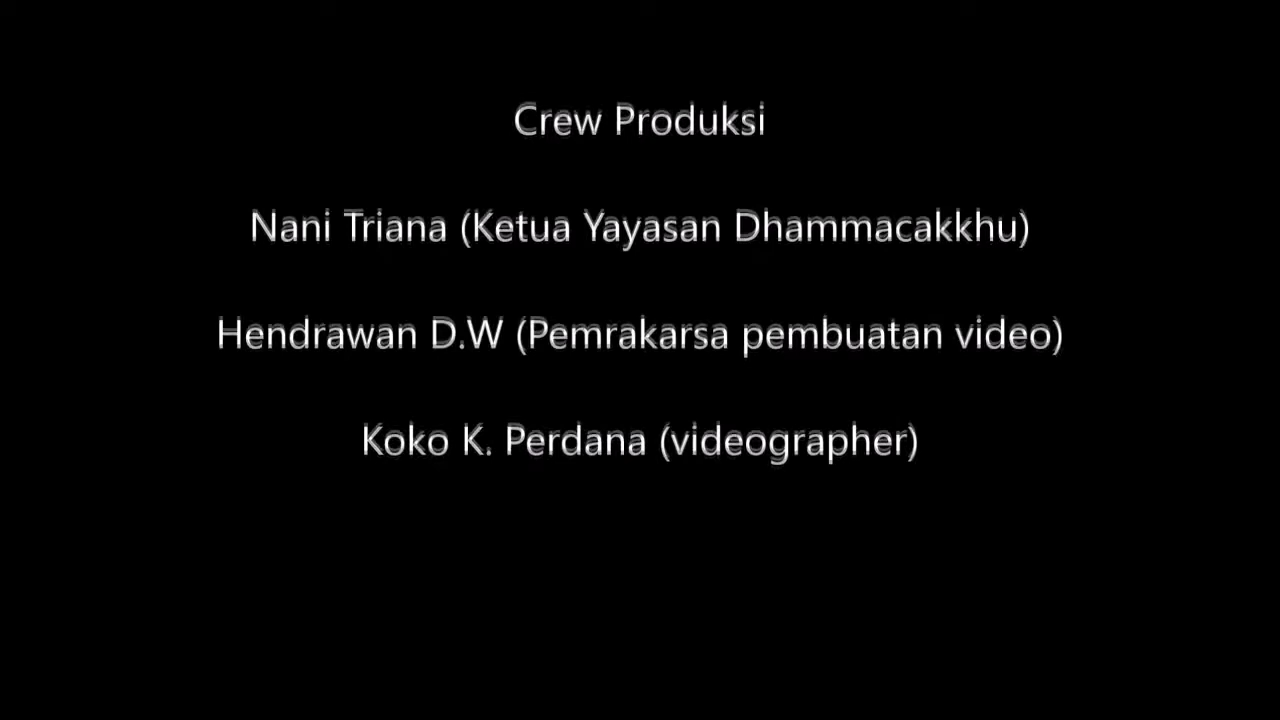 Crew Produksi
Nani Triana (Ketua Yayasan Dhammacakkhu)
Hendrawan D.W (Pemrakarsa pembuatan video)
Koko K. Perdana (videographer)